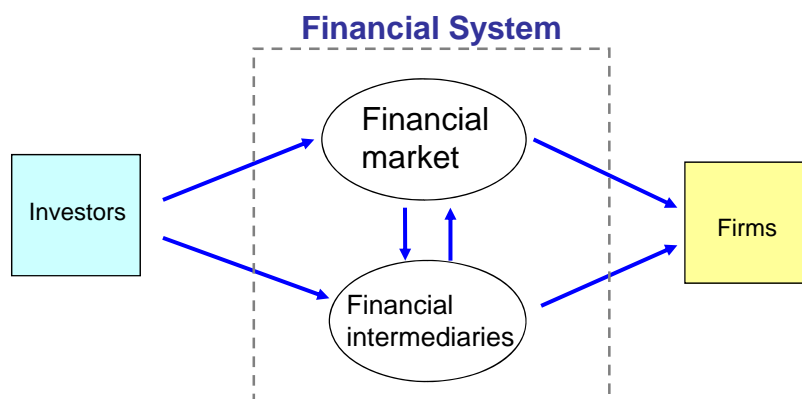 Financial System
Financial
market
Investors
Firms
Financial
intermediaries